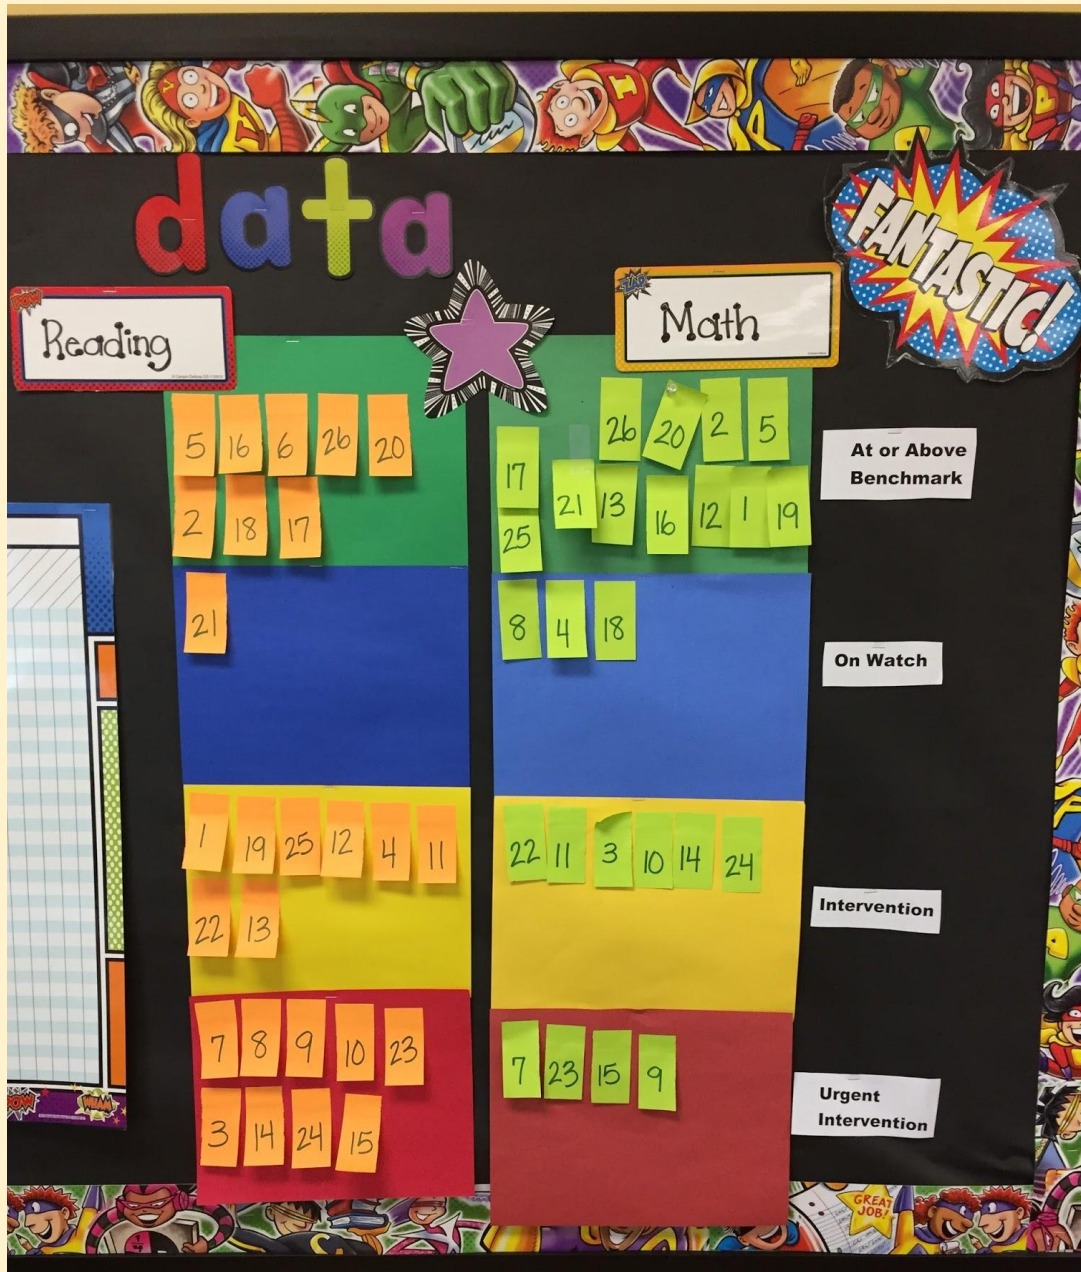 data
FANTASTIC!
POW!
Reading
Math
5 16 6 26 20
2 18 17
26 20 2 5
17
21 13 16 12 1 19
25
At or Above
Benchmark
21
8 4 18
On Watch
1 19 25 12 4 11
22 13
22 11 3 10 14 24
Intervention
7 8 9 10 23
3 14 24 15
7 23 15 9
Urgent
Intervention
POW!
WHAM!
GREAT
JOB!